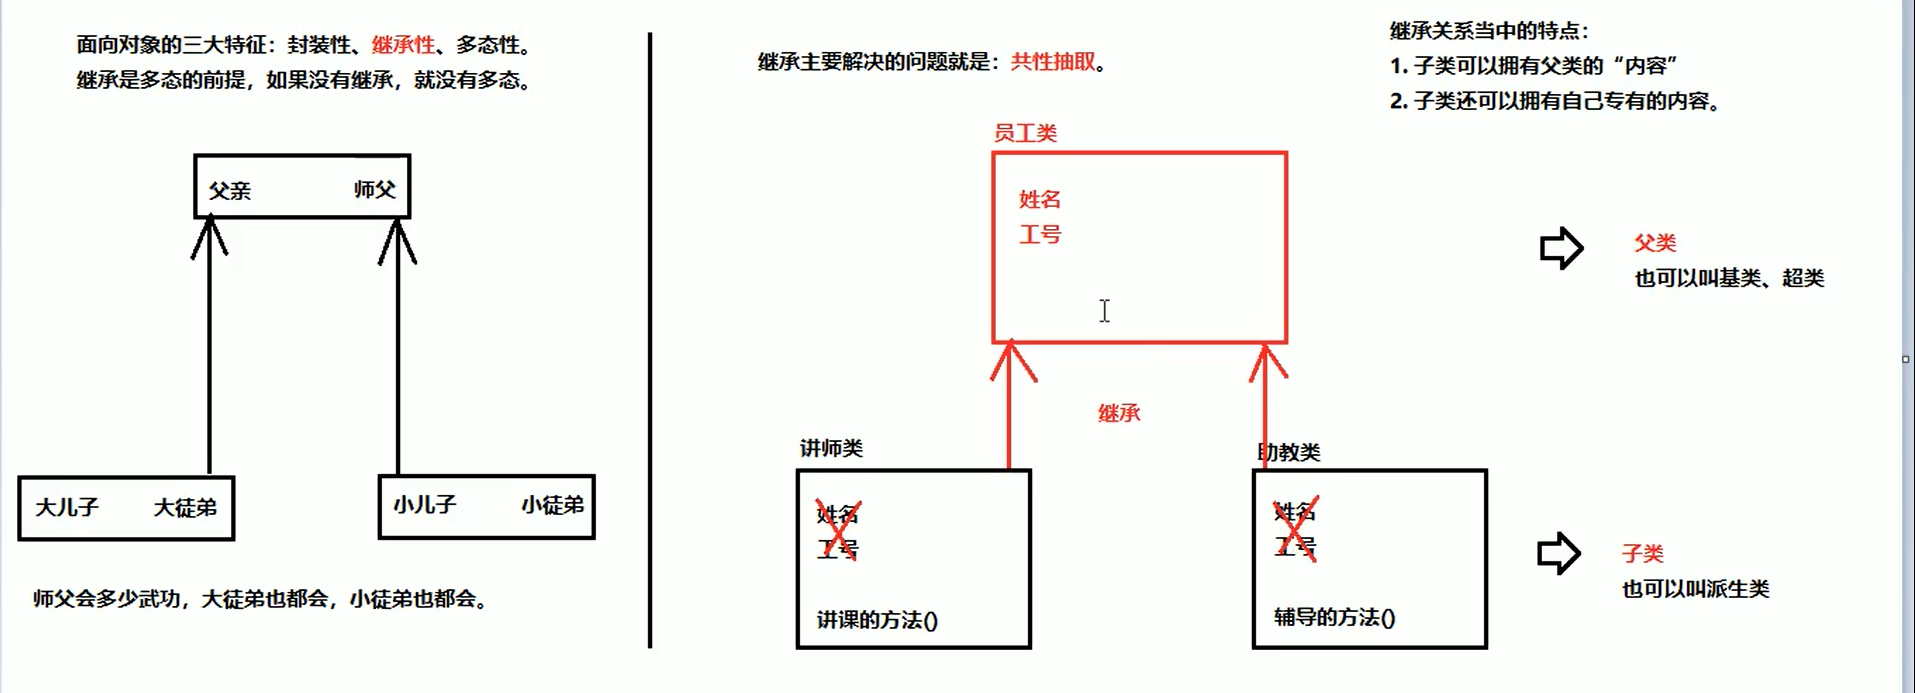 面向对象的三大特征：封装性、继承性、多态性。
继承是多态的前提，如果没有继承，就没有多态。
父亲 师父
大儿子 大徒弟
小儿子 小徒弟
师父会多少武功，大徒弟也都会，小徒弟也都会。
继承主要解决的问题就是：共性抽取。
员工类
姓名
工号
继承
讲师类
姓名
工号
讲课的方法()
助教类
姓名
工号
辅导的方法()
继承关系当中的特点：
1. 子类可以拥有父类的“内容”
2. 子类还可以拥有自己专有的内容。
父类
也可以叫基类、超类
子类
也可以叫派生类